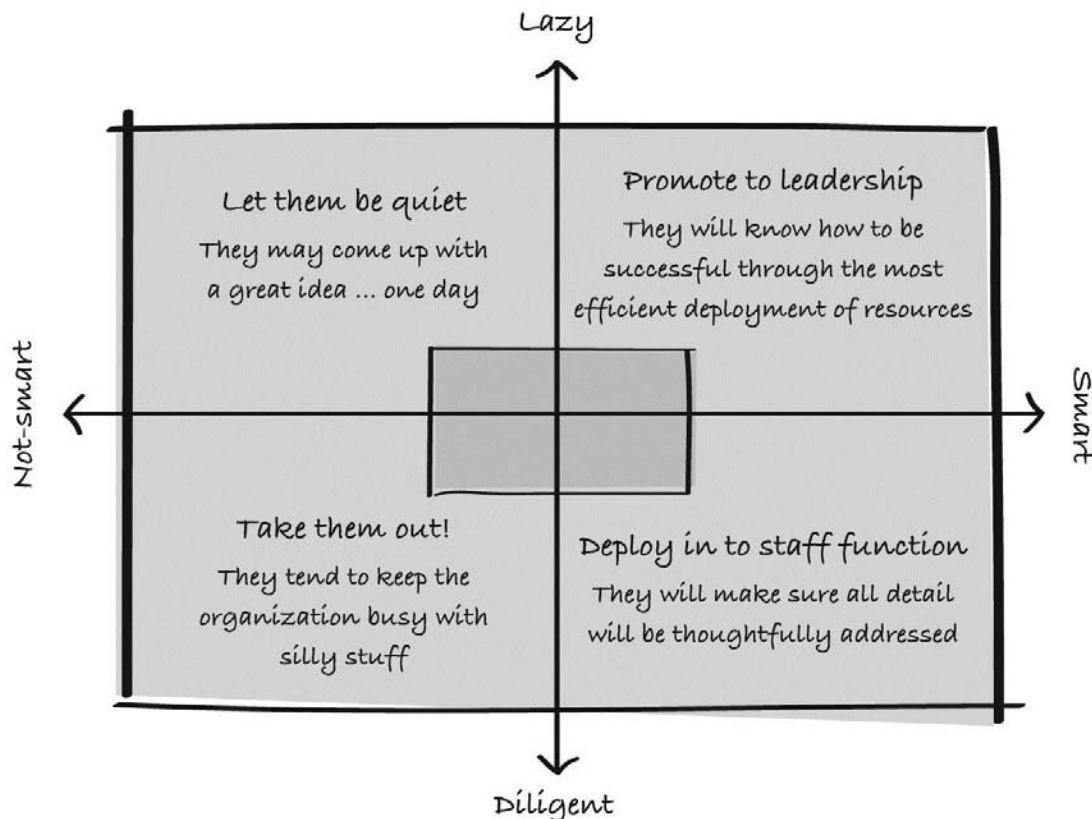 Lazy
Let them be quiet
They may come up with
a great idea ... one day
Promote to leadership
They will know how to be
successful through the most
efficient deployment of resources
Not-smart
Smart
Take them out!
They tend to keep the
organization busy with
silly stuff
Deploy in to staff function
They will make sure all detail
will be thoughtfully addressed
Diligent